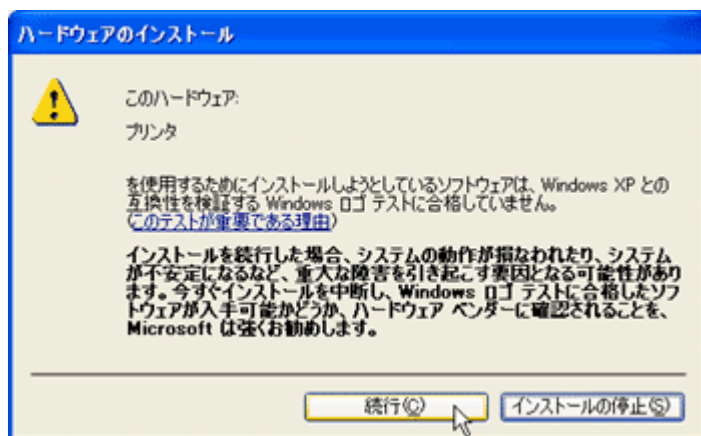 ハードウェアのインストール
このハードウェア:
プリンタ
を使用するためにインストールしようとしているソフトウェアは、Windows XP との
互換性を検証する Windows ロゴ テストに合格していません。
(このテストが重要である理由)
インストールを続行した場合、システムの動作が損なわれたり、システム
が不安定になるなど、重大な障害を引き起こす要因となる可能性があり
ます。今すぐインストールを中断し、Windows ロゴ テストに合格したソフ
トウェアが入手可能かどうか、ハードウェア ベンダーに確認されることを、
Microsoft は強くお勧めします。
続行(C)
インストールの停止(S)